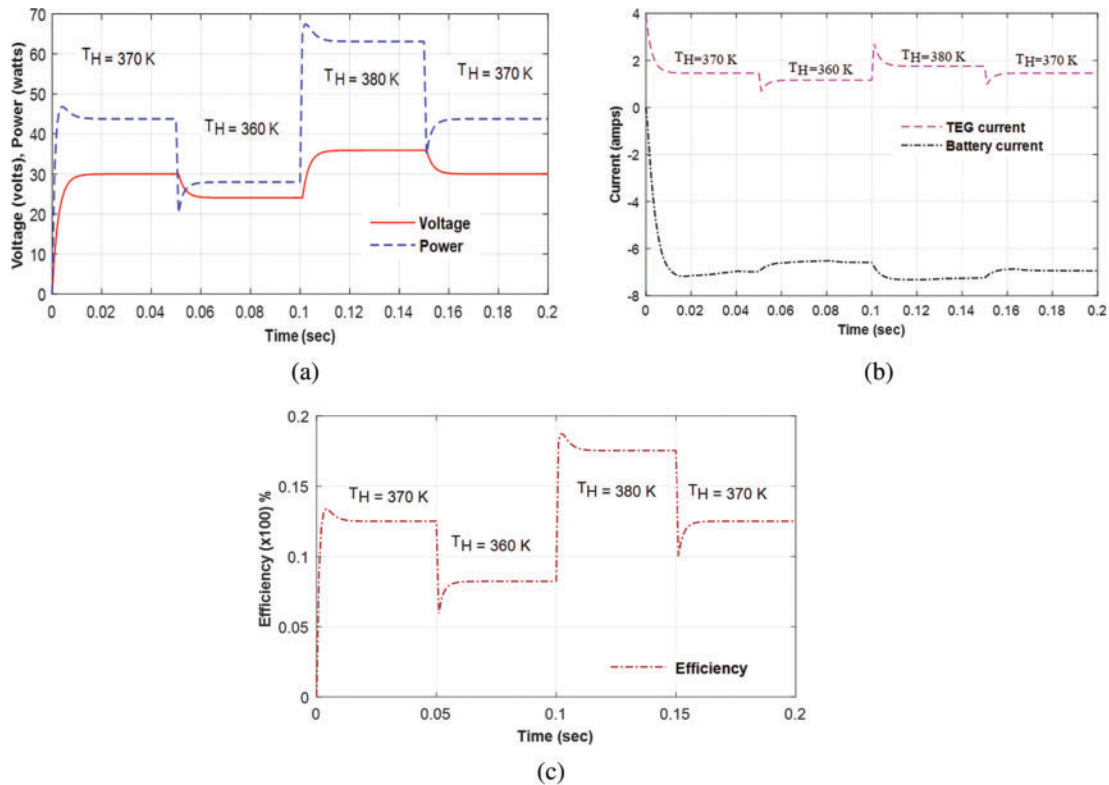 70
60
50
40
30
20
10
0
Voltage (volts), Power (watts)
T_H = 370 K
T_H = 360 K
T_H = 380 K
T_H = 370 K
Voltage
Power
0 0.02 0.04 0.06 0.08 0.1 0.12 0.14 0.16 0.18 0.2
Time (sec)
(a)
4
2
0
-2
-4
-6
-8
Current (amps)
T_H=370 K
T_H=360 K
T_H=380 K
T_H=370 K
TEG current
Battery current
0 0.02 0.04 0.06 0.08 0.1 0.12 0.14 0.16 0.18 0.2
Time (sec)
(b)
0.2
0.15
0.1
0.05
0
Efficiency (x100) %
T_H = 370 K
T_H = 360 K
T_H = 380 K
T_H = 370 K
Efficiency
0 0.05 0.1 0.15 0.2
Time (sec)
(c)